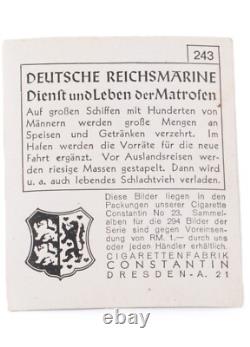 243
DEUTSCHE REICHSMARINE
Dienst und Leben der Matrosen
Auf großen Schiffen mit Hunderten von
Männern werden große Mengen an
Speisen und Getränken verzehrt. Im
Hafen werden die Vorräte für die neue
Fahrt ergänzt. Vor Auslandsreisen wer-
den riesige Massen gestapelt. Dann wird
u. a. auch lebendes Schlachtvieh verladen.
Diese Bilder liegen in den
Packungen unserer Cigarette
Constantin No 23. Sammel-
alben für die 294 Bilder der
Serie sind gegen Voreinsen-
dung von RM. 1.— durch uns
oder jeden Händler erhältlich.
CIGARETTENFABRIK
CONSTANTIN
DRESDEN-A. 21